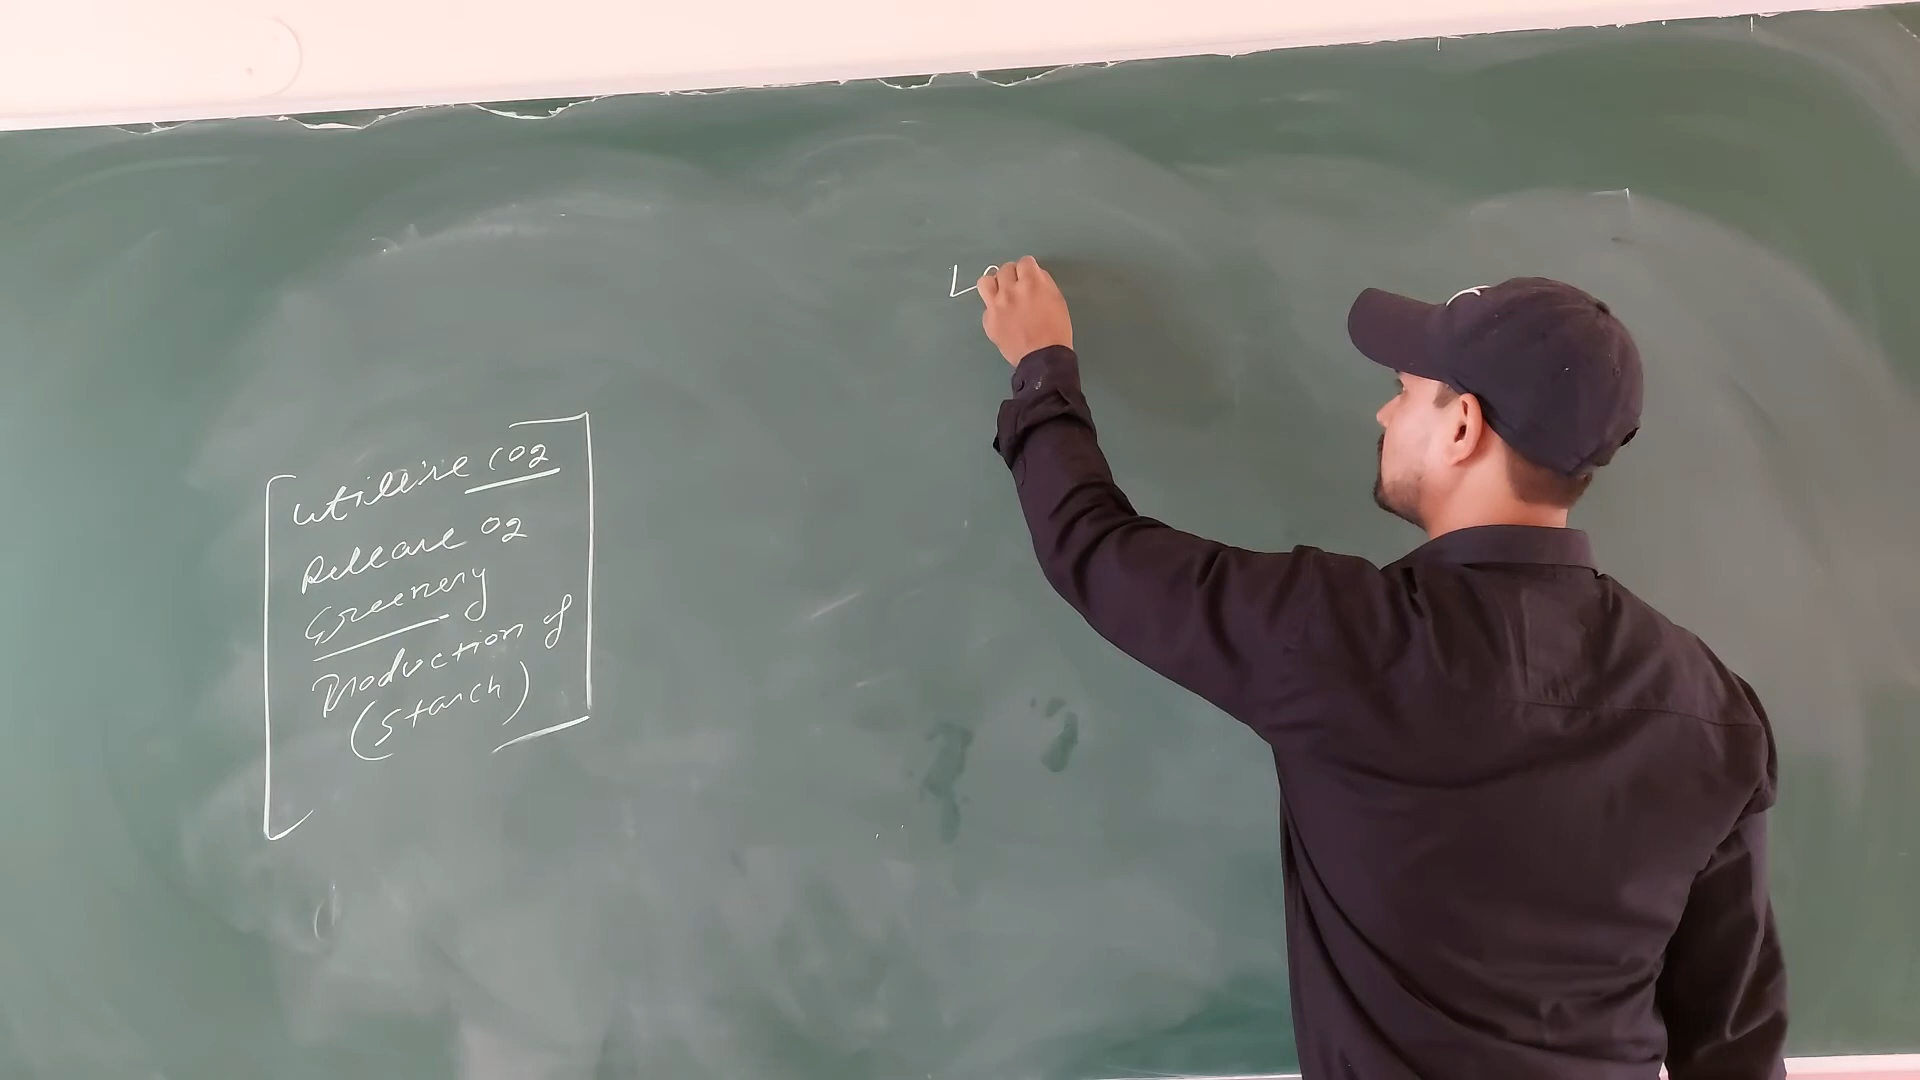 Utilise CO2
Release O2
Greenery
Production of
(Starch)